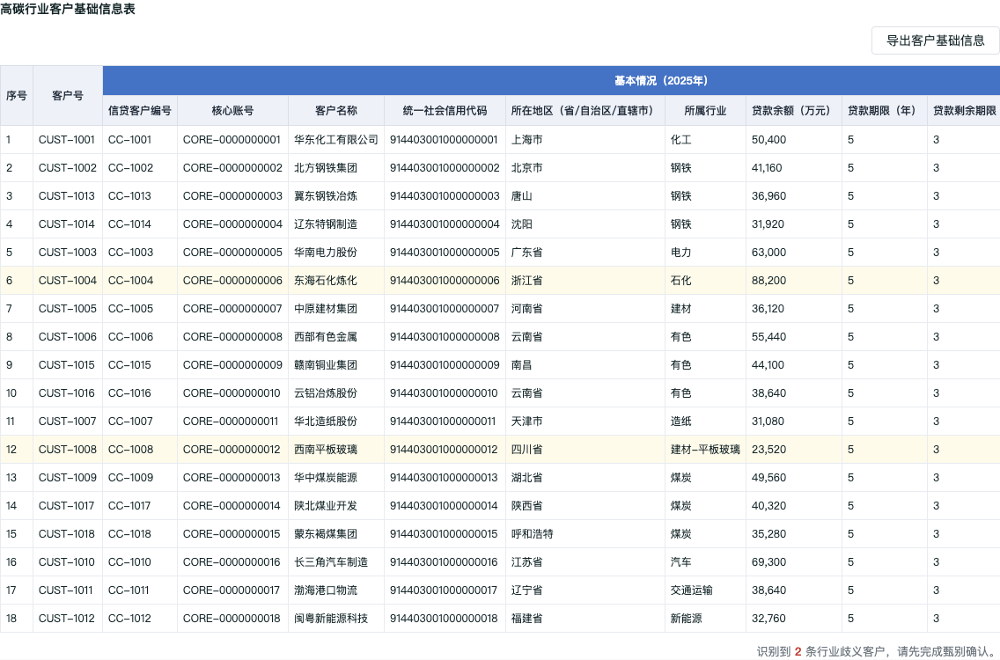 高碳行业客户基础信息表
导出客户基础信息
序号 客户号 基本情况（2025年）
信贷客户编号 核心账号 客户名称 统一社会信用代码 所在地区（省/自治区/直辖市） 所属行业 贷款余额（万元） 贷款期限（年） 贷款剩余期限
1 CUST-1001 CC-1001 CORE-0000000001 华东化工有限公司 914403001000000001 上海市 化工 50,400 5 3
2 CUST-1002 CC-1002 CORE-0000000002 北方钢铁集团 914403001000000002 北京市 钢铁 41,160 5 3
3 CUST-1013 CC-1013 CORE-0000000003 冀东钢铁冶炼 914403001000000003 唐山 钢铁 36,960 5 3
4 CUST-1014 CC-1014 CORE-0000000004 辽东特钢制造 914403001000000004 沈阳 钢铁 31,920 5 3
5 CUST-1003 CC-1003 CORE-0000000005 华南电力股份 914403001000000005 广东省 电力 63,000 5 3
6 CUST-1004 CC-1004 CORE-0000000006 东海石化炼化 914403001000000006 浙江省 石化 88,200 5 3
7 CUST-1005 CC-1005 CORE-0000000007 中原建材集团 914403001000000007 河南省 建材 36,120 5 3
8 CUST-1006 CC-1006 CORE-0000000008 西部有色金属 914403001000000008 云南省 有色 55,440 5 3
9 CUST-1015 CC-1015 CORE-0000000009 赣南铜业集团 914403001000000009 南昌 有色 44,100 5 3
10 CUST-1016 CC-1016 CORE-0000000010 云铝冶炼股份 914403001000000010 云南省 有色 38,640 5 3
11 CUST-1007 CC-1007 CORE-0000000011 华北造纸股份 914403001000000011 天津市 造纸 31,080 5 3
12 CUST-1008 CC-1008 CORE-0000000012 西南平板玻璃 914403001000000012 四川省 建材-平板玻璃 23,520 5 3
13 CUST-1009 CC-1009 CORE-0000000013 华中煤炭能源 914403001000000013 湖北省 煤炭 49,560 5 3
14 CUST-1017 CC-1017 CORE-0000000014 陕北煤业开发 914403001000000014 陕西省 煤炭 40,320 5 3
15 CUST-1018 CC-1018 CORE-0000000015 蒙东褐煤集团 914403001000000015 呼和浩特 煤炭 35,280 5 3
16 CUST-1010 CC-1010 CORE-0000000016 长三角汽车制造 914403001000000016 江苏省 汽车 69,300 5 3
17 CUST-1011 CC-1011 CORE-0000000017 渤海港口物流 914403001000000017 辽宁省 交通运输 38,640 5 3
18 CUST-1012 CC-1012 CORE-0000000018 闽粤新能源科技 914403001000000018 福建省 新能源 32,760 5 3
识别到 2 条行业歧义客户，请先完成甄别确认。